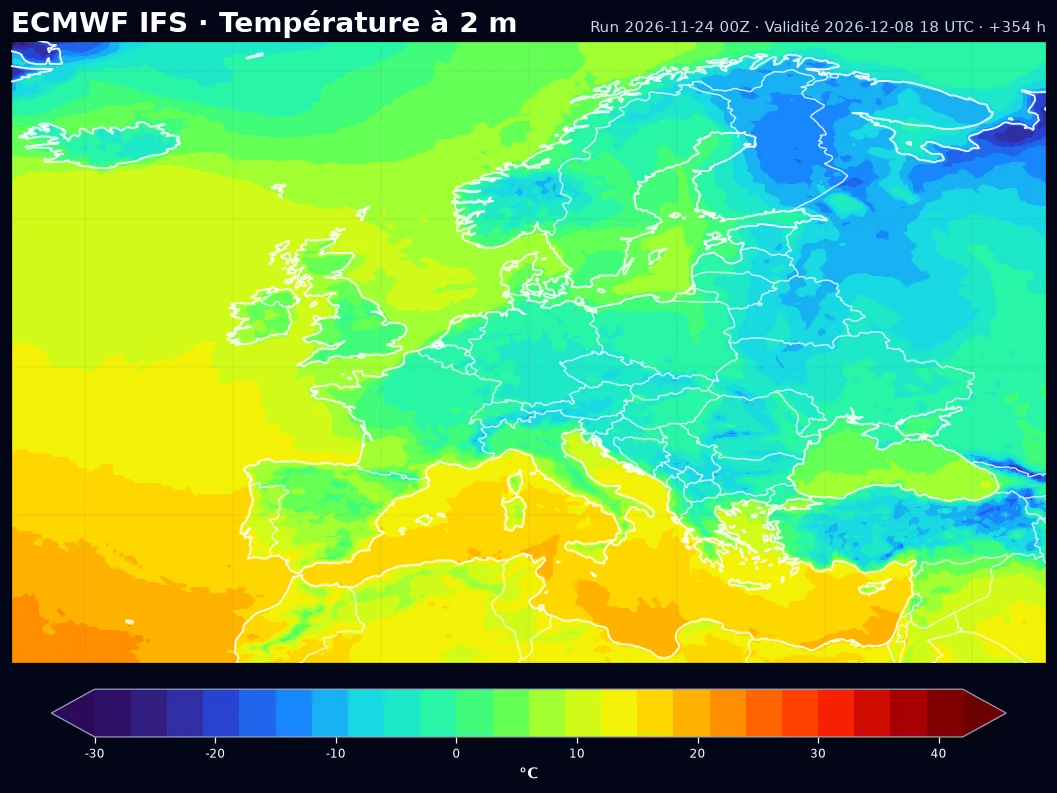 ECMWF IFS · Température à 2 m
Run 2026-11-24 00Z · Validité 2026-12-08 18 UTC · +354 h
-30 -20 -10 0 10 20 30 40
°C